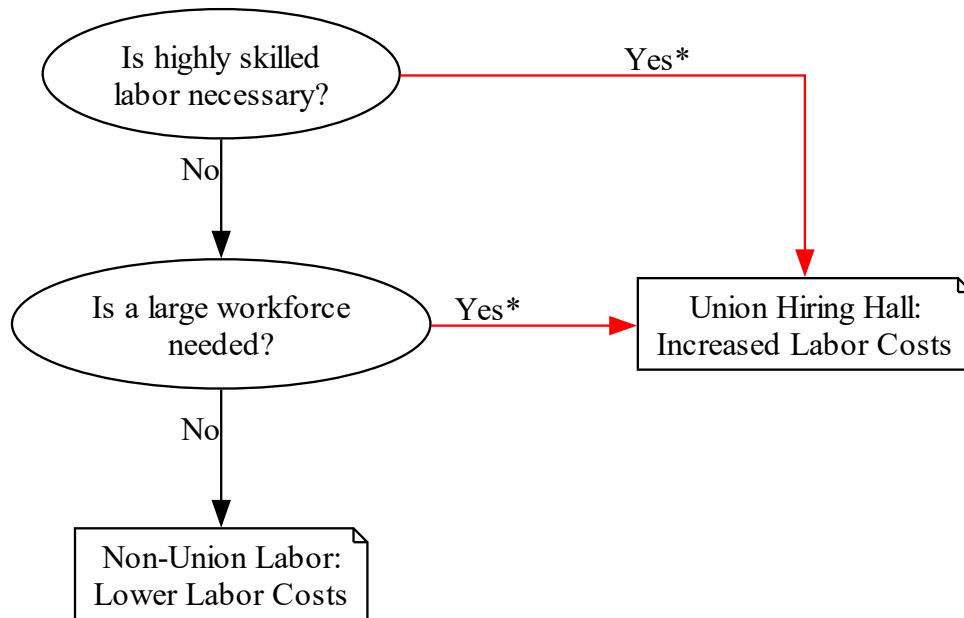 Is highly skilled
labor necessary?
Yes*
No
Is a large workforce
needed?
Yes*
Union Hiring Hall:
Increased Labor Costs
No
Non-Union Labor:
Lower Labor Costs